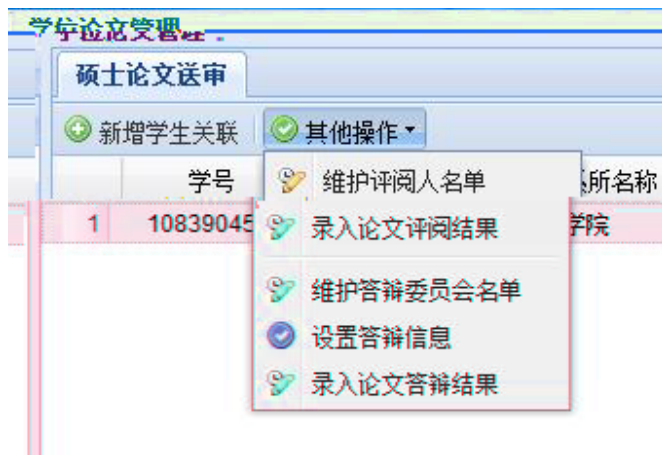 学位论文管理
硕士论文送审
新增学生关联 其他操作
学号 系所名称
1 10839045 学院
维护评阅人名单
录入论文评阅结果
维护答辩委员会名单
设置答辩信息
录入论文答辩结果